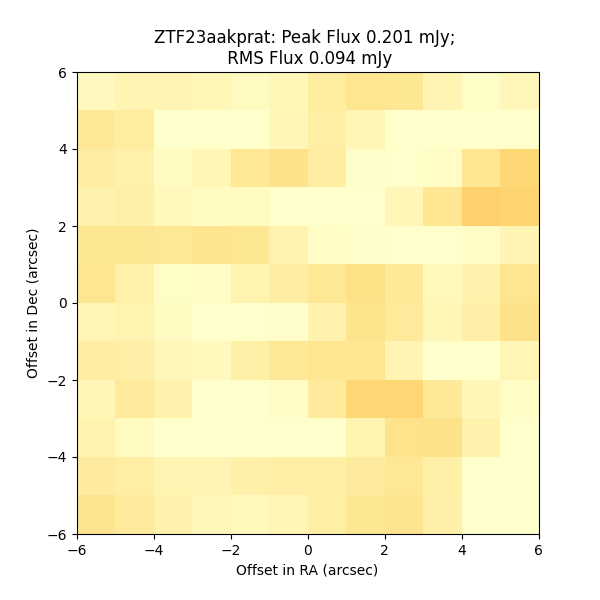 ZTF23aakprat: Peak Flux 0.201 mJy;
RMS Flux 0.094 mJy
6
4
2
0
−2
−4
−6
Offset in Dec (arcsec)
−6 −4 −2 0 2 4 6
Offset in RA (arcsec)